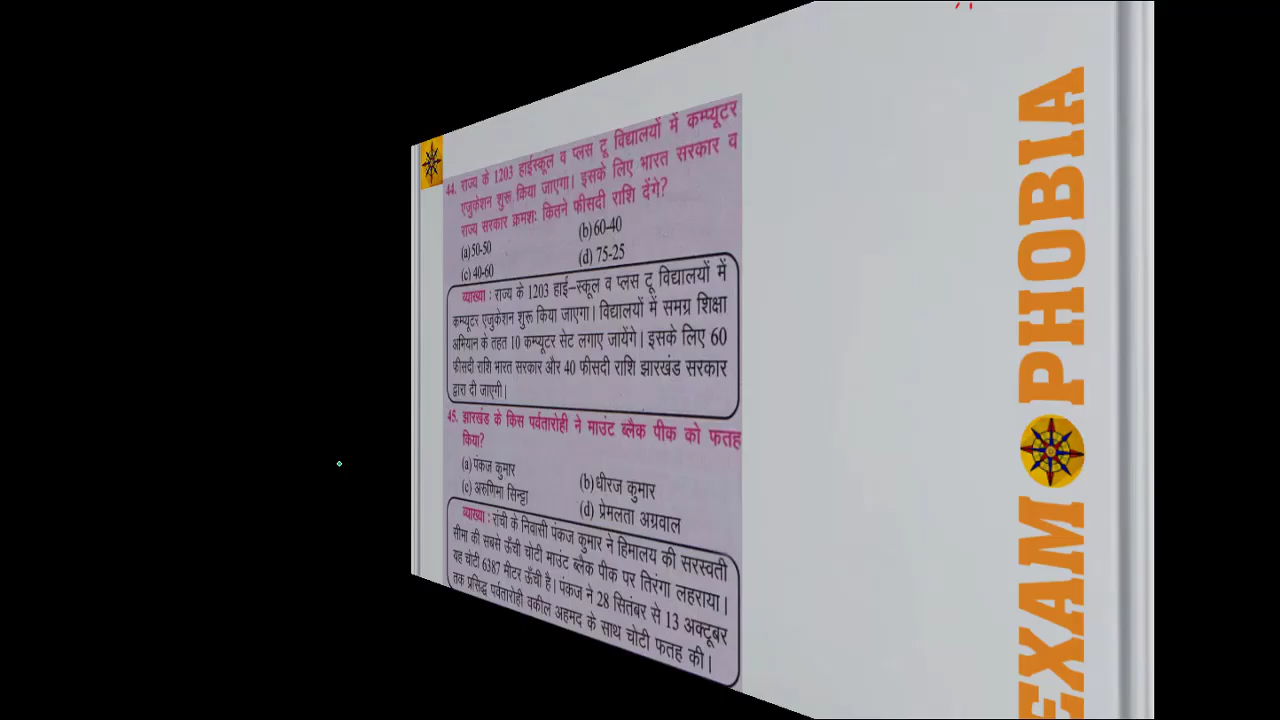 44. राज्य के 1203 हाईस्कूल व प्लस टू विद्यालयों में कम्प्यूटर
एजुकेशन शुरू किया जाएगा। इसके लिए भारत सरकार व
राज्य सरकार क्रमशः कितने फीसदी राशि देंगे?
(a) 50-50 (b) 60-40
(c) 40-60 (d) 75-25
व्याख्या : राज्य के 1203 हाई-स्कूल व प्लस टू विद्यालयों में
कम्प्यूटर एजुकेशन शुरू किया जाएगा। विद्यालयों में समग्र शिक्षा
अभियान के तहत 10 कम्प्यूटर सेट लगाए जायेंगे। इसके लिए 60
फीसदी राशि भारत सरकार और 40 फीसदी राशि झारखंड सरकार
द्वारा दी जाएगी।
45. झारखंड के किस पर्वतारोही ने माउंट ब्लैक पीक को फतह
किया?
(a) पंकज कुमार (b) धीरज कुमार
(c) अरुणिमा सिन्हा (d) प्रेमलता अग्रवाल
व्याख्या : रांची के निवासी पंकज कुमार ने हिमालय की सरस्वती
सीमा की सबसे ऊँची चोटी माउंट ब्लैक पीक पर तिरंगा लहराया।
यह चोटी 6387 मीटर ऊँची है। पंकज ने 28 सितंबर से 13 अक्टूबर
तक प्रसिद्ध पर्वतारोही वकील अहमद के साथ चोटी फतह की।
EXAM PHOBIA